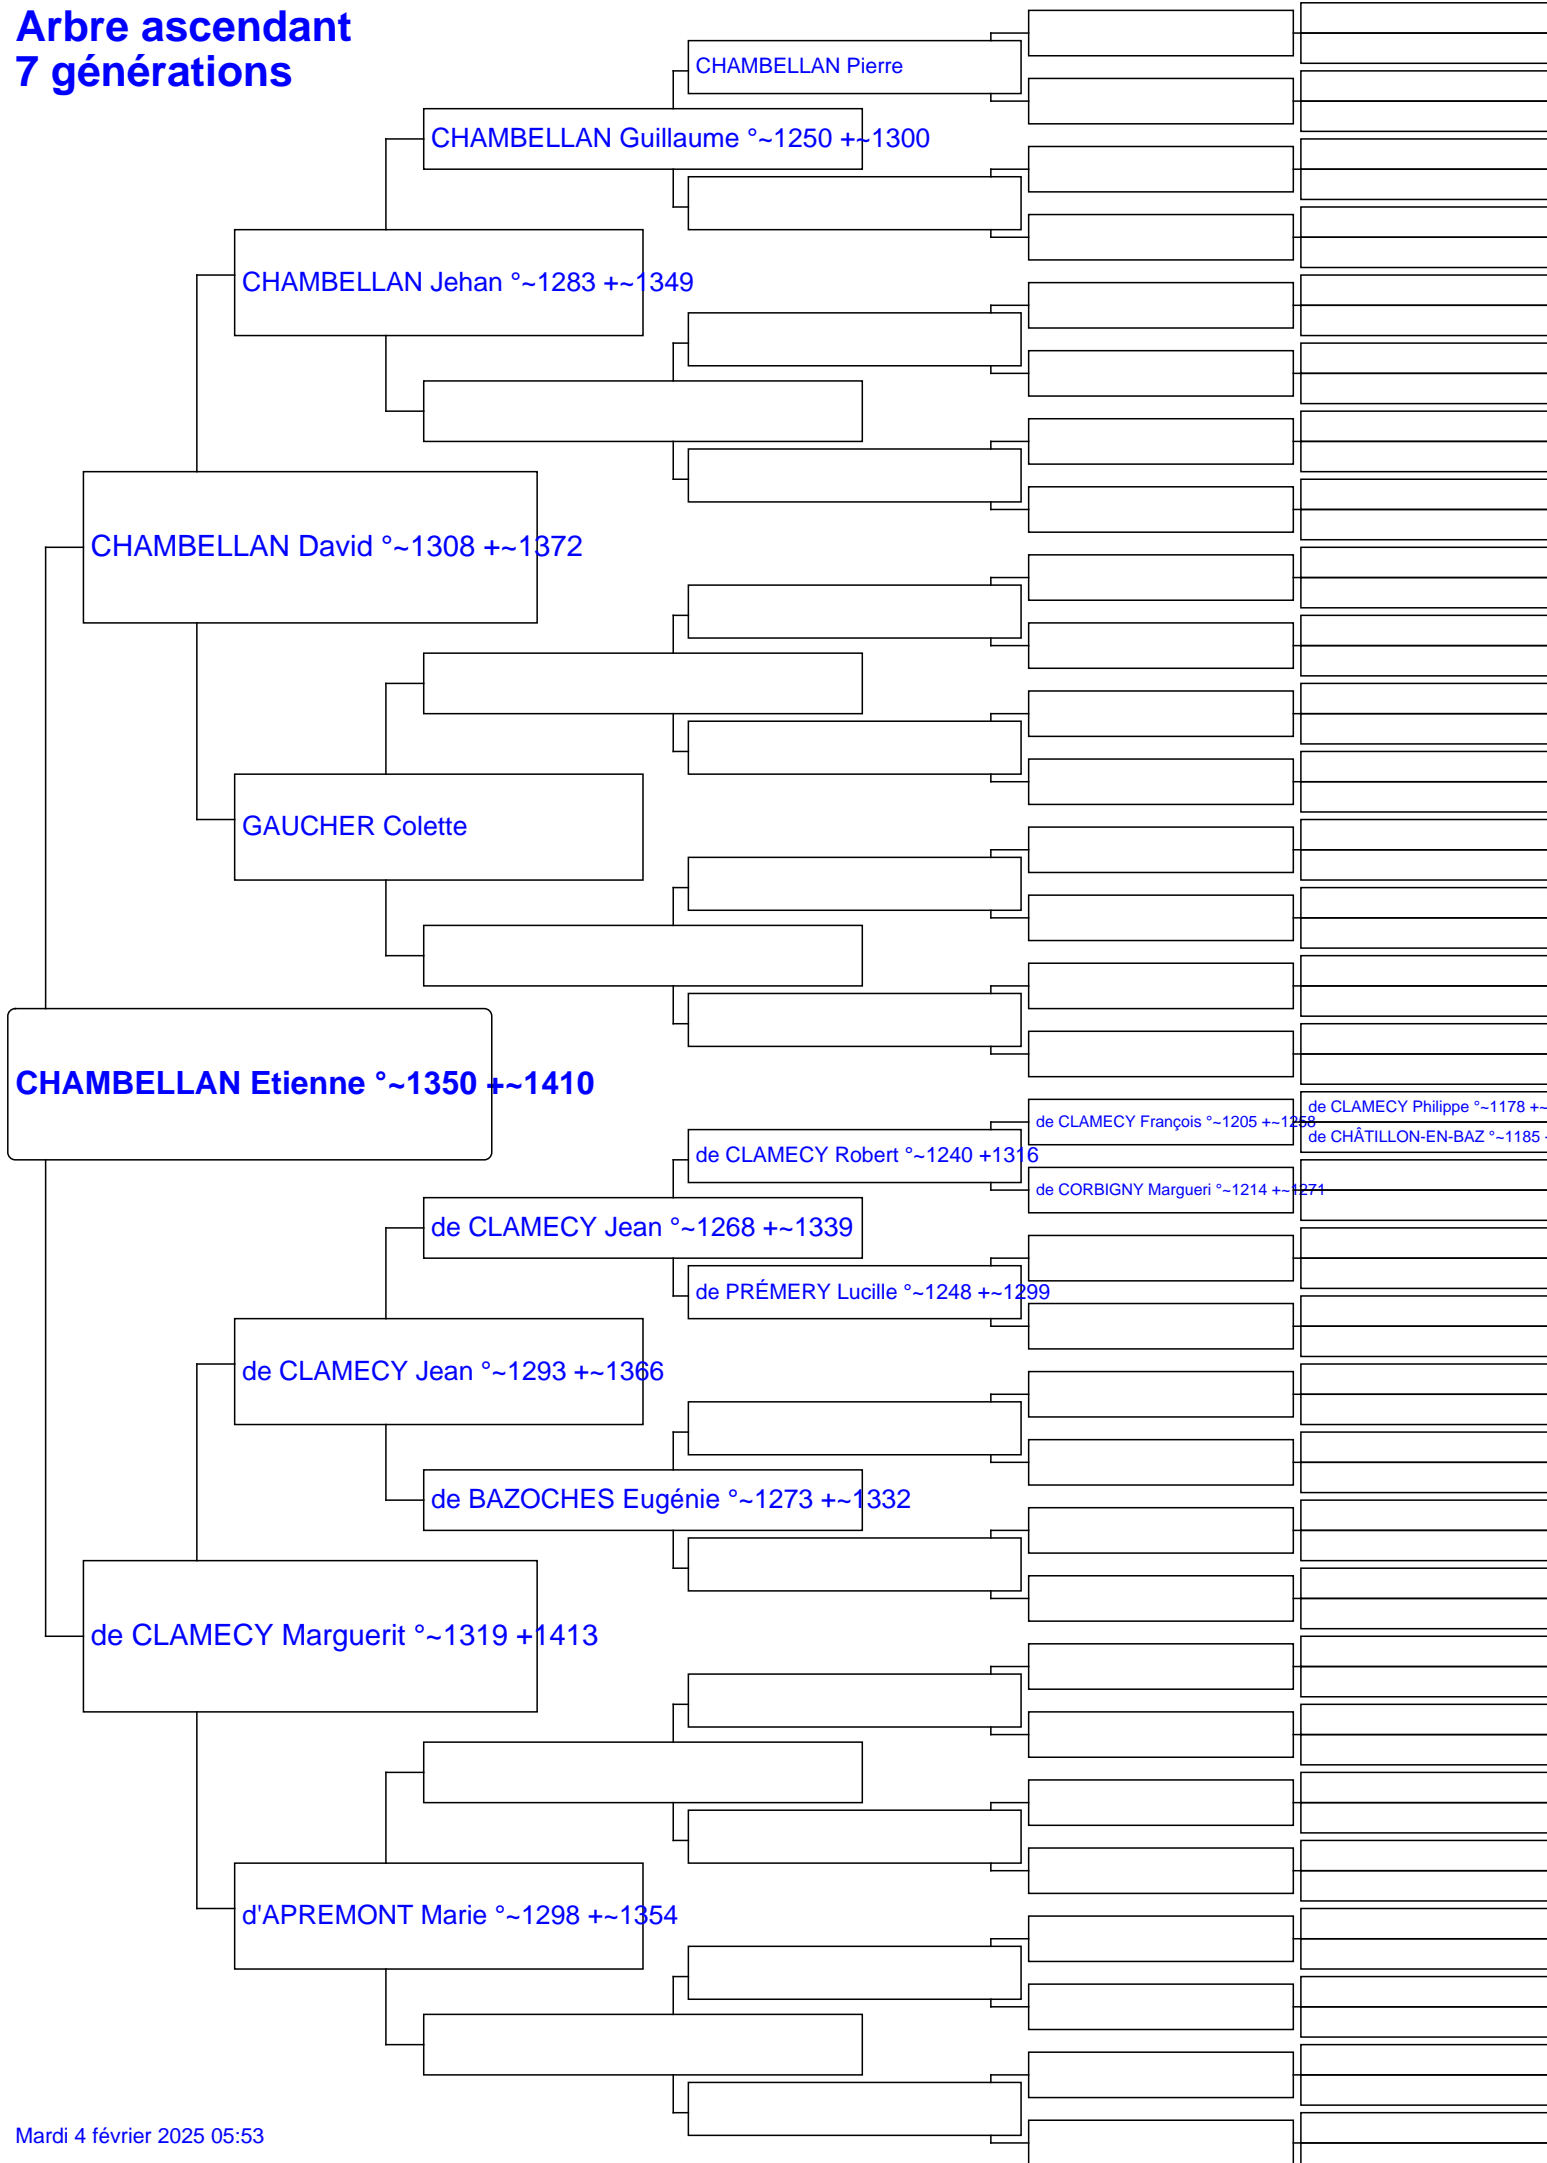 Arbre ascendant
7 générations
CHAMBELLAN Pierre
CHAMBELLAN Guillaume °~1250 +~1300
CHAMBELLAN Jehan °~1283 +~1349
CHAMBELLAN David °~1308 +~1372
GAUCHER Colette
CHAMBELLAN Etienne °~1350 +~1410
de CLAMECY Philippe °~1178 +~
de CLAMECY François °~1205 +~1258
de CHÂTILLON-EN-BAZ °~1185 +
de CLAMECY Robert °~1240 +1316
de CORBIGNY Margueri °~1214 +~1271
de CLAMECY Jean °~1268 +~1339
de PRÉMERY Lucille °~1248 +~1299
de CLAMECY Jean °~1293 +~1366
de BAZOCHES Eugénie °~1273 +~1332
de CLAMECY Marguerit °~1319 +1413
d'APREMONT Marie °~1298 +~1354
Mardi 4 février 2025 05:53